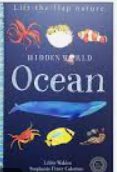 Lift-the-flap nature
HIDDEN WORLD
Ocean
Libby Walden
Stephanie Fizer Coleman